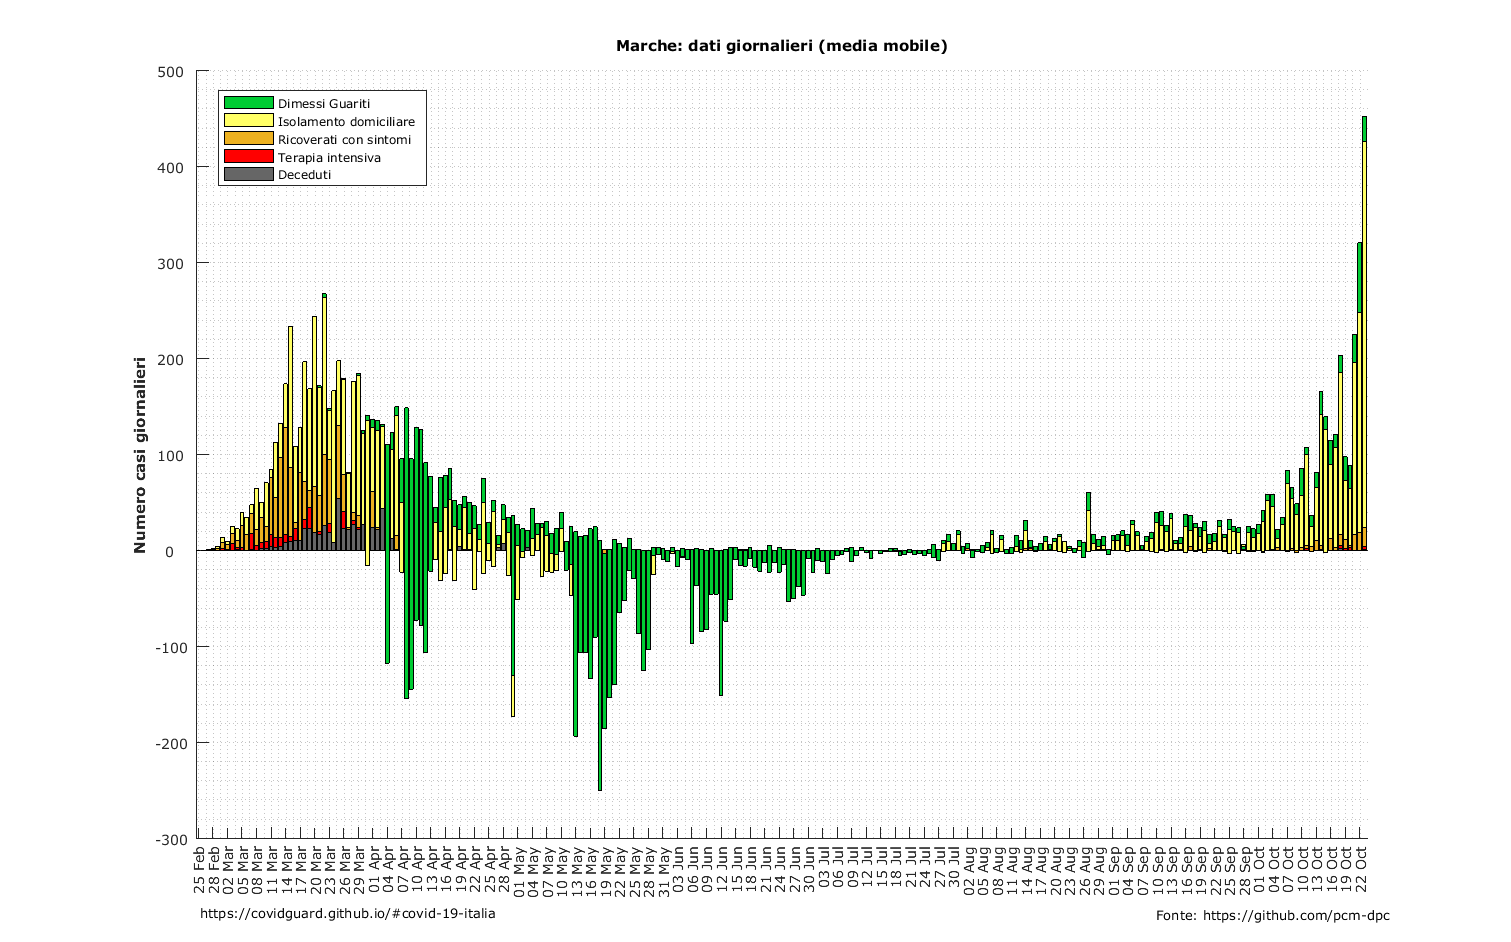 Marche: dati giornalieri (media mobile)
500
400
300
200
100
0
-100
-200
-300
Numero casi giornalieri
Dimessi Guariti
Isolamento domiciliare
Ricoverati con sintomi
Terapia intensiva
Deceduti
25 Feb
28 Feb
02 Mar
05 Mar
08 Mar
11 Mar
14 Mar
17 Mar
20 Mar
23 Mar
26 Mar
29 Mar
01 Apr
04 Apr
07 Apr
10 Apr
13 Apr
16 Apr
19 Apr
22 Apr
25 Apr
28 Apr
01 May
04 May
07 May
10 May
13 May
16 May
19 May
22 May
25 May
28 May
31 May
03 Jun
06 Jun
09 Jun
12 Jun
15 Jun
18 Jun
21 Jun
24 Jun
27 Jun
30 Jun
03 Jul
06 Jul
09 Jul
12 Jul
15 Jul
18 Jul
21 Jul
24 Jul
27 Jul
30 Jul
02 Aug
05 Aug
08 Aug
11 Aug
14 Aug
17 Aug
20 Aug
23 Aug
26 Aug
29 Aug
01 Sep
04 Sep
07 Sep
10 Sep
13 Sep
16 Sep
19 Sep
22 Sep
25 Sep
28 Sep
01 Oct
04 Oct
07 Oct
10 Oct
13 Oct
16 Oct
19 Oct
22 Oct
https://covidguard.github.io/#covid-19-italia
Fonte: https://github.com/pcm-dpc